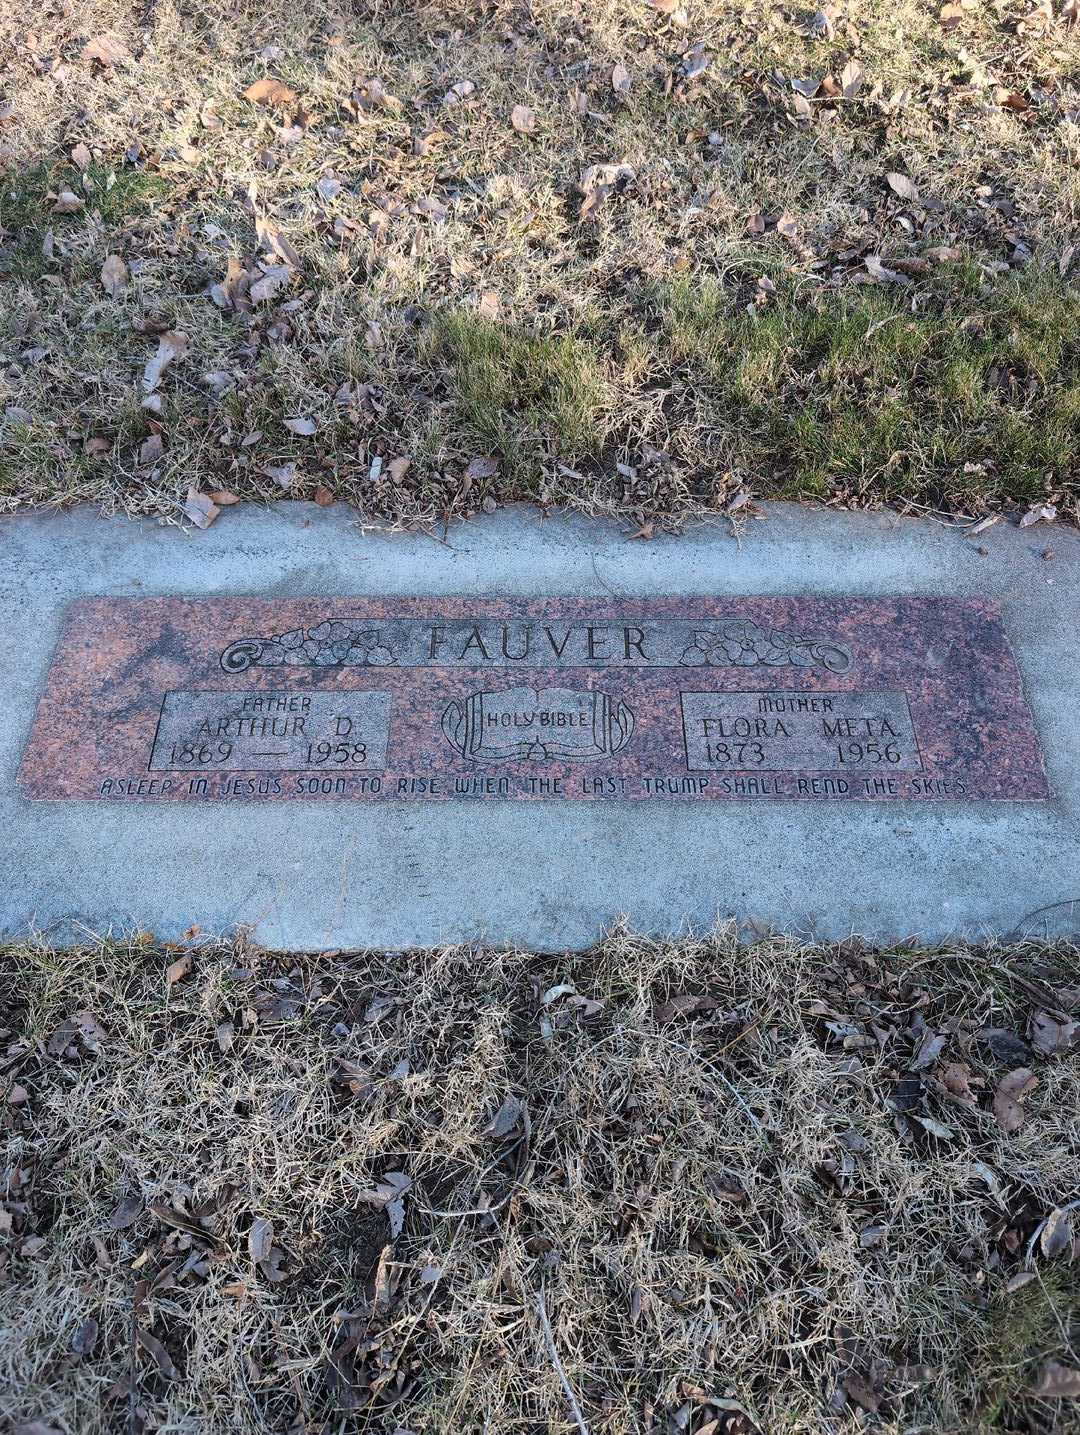 FAUVER
FATHER
ARTHUR D.
1869 — 1958
HOLY BIBLE
MOTHER
FLORA META
1873 1956
ASLEEP IN JESUS SOON TO RISE WHEN THE LAST TRUMP SHALL REND THE SKIES